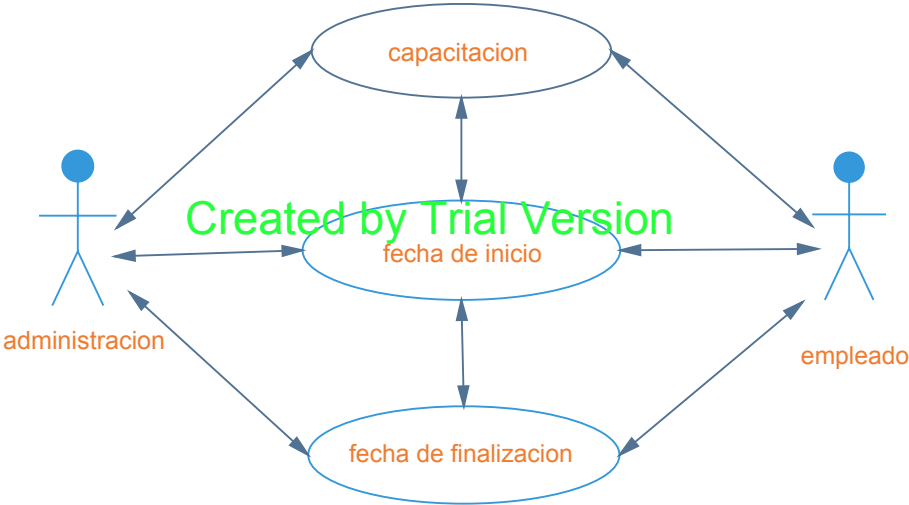 capacitacion
Created by Trial Version
fecha de inicio
administracion
empleado
fecha de finalizacion